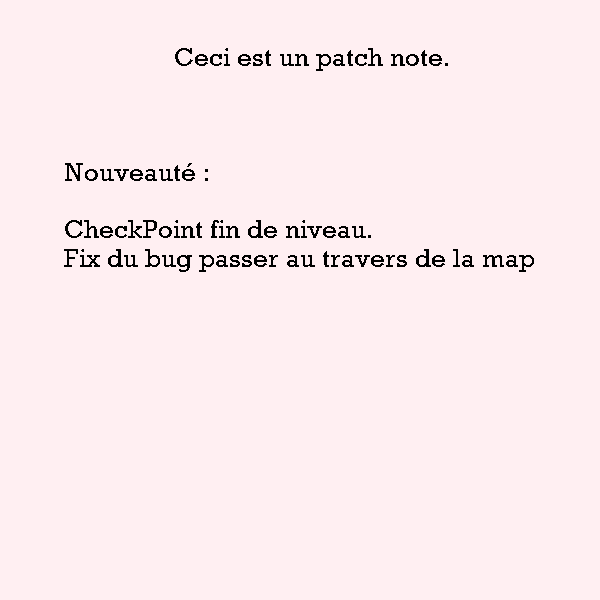 Ceci est un patch note.
Nouveauté :
CheckPoint fin de niveau.
Fix du bug passer au travers de la map